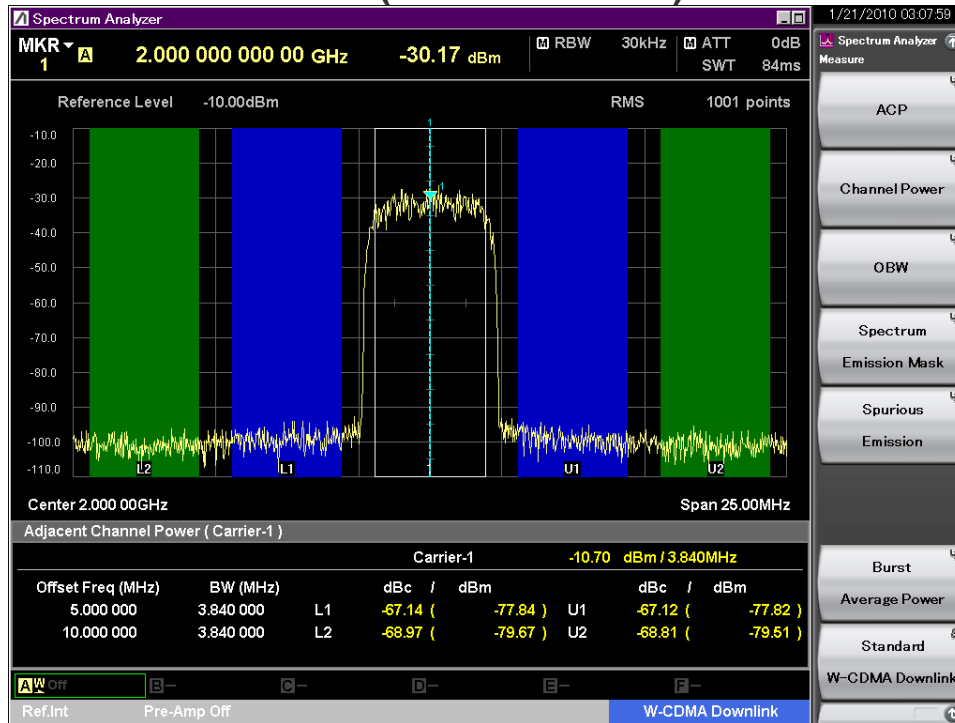 Spectrum Analyzer
1/21/2010 03:07:59
MKR 1 A 2.000 000 000 00 GHz -30.17 dBm
M RBW 30kHz M ATT 0dB
SWT 84ms
Reference Level -10.00dBm RMS 1001 points
1
1
-10.0
-20.0
-30.0
-40.0
-50.0
-60.0
-70.0
-80.0
-90.0
-100.0
-110.0
L2 L1 U1 U2
Center 2.000 00GHz Span 25.00MHz
Adjacent Channel Power ( Carrier-1 )
Carrier-1 -10.70 dBm / 3.840MHz
Offset Freq (MHz) BW (MHz) dBc / dBm dBc / dBm
5.000 000 3.840 000 L1 -67.14 ( -77.84 ) U1 -67.12 ( -77.82 )
10.000 000 3.840 000 L2 -68.97 ( -79.67 ) U2 -68.81 ( -79.51 )
A W Off B- C- D- E- F-
Ref.Int Pre-Amp Off W-CDMA Downlink
Spectrum Analyzer
Measure
ACP
Channel Power
OBW
Spectrum
Emission Mask
Spurious
Emission
Burst
Average Power
Standard
W-CDMA Downlink